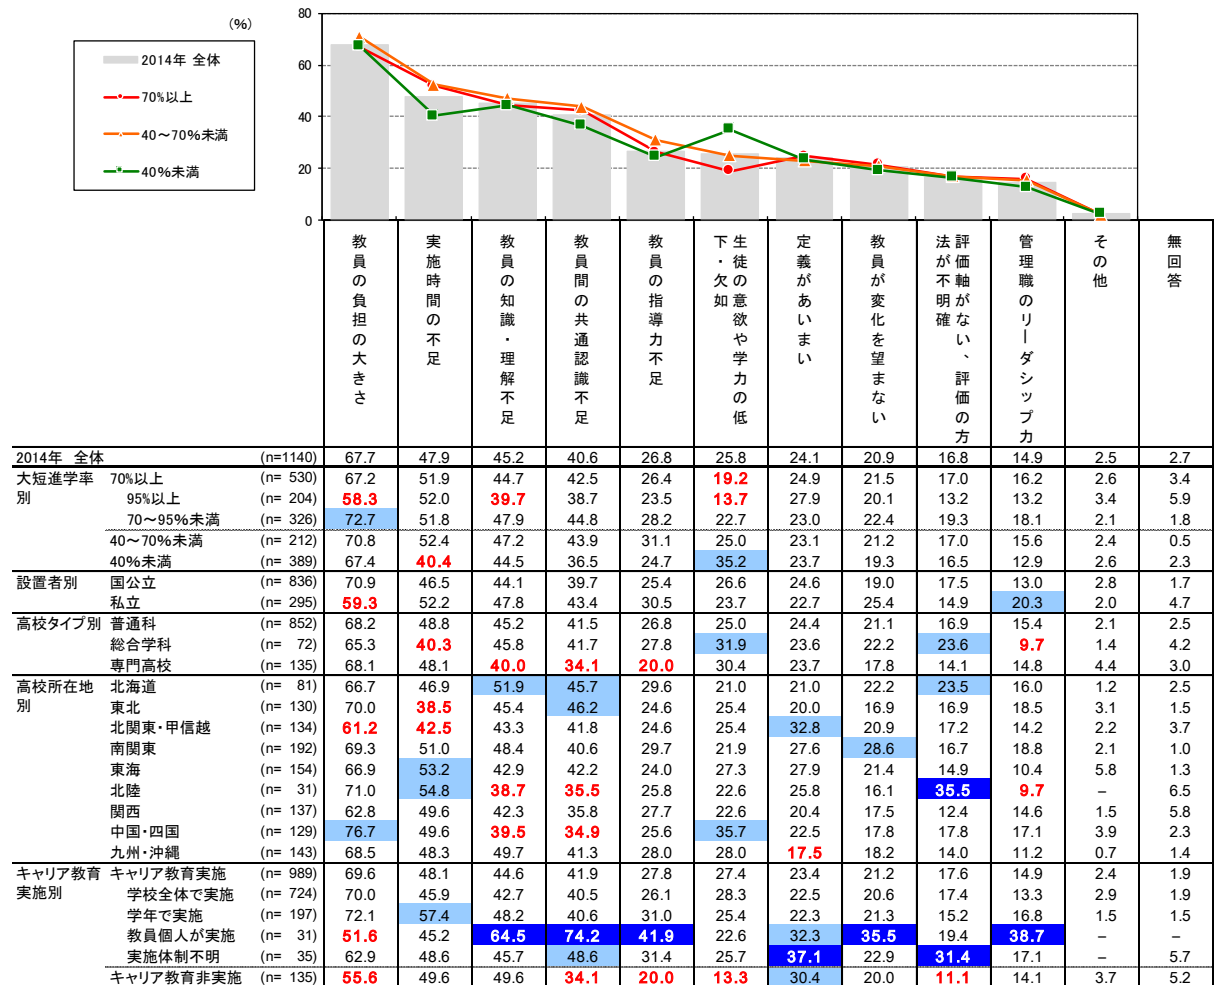 (%)
2014年 全体
70%以上
40～70%未満
40%未満
80
60
40
20
0
教員の負担の大きさ
実施時間の不足
教員の知識・理解不足
教員間の共通認識不足
教員の指導力不足
生徒の意欲や学力の低
下・欠如
定義があいまい
教員が変化を望まない
評価軸がない、評価の方
法が不明確
管理職のリーダシップ力
その他
無回答
2014年 全体 (n=1140) 67.7 47.9 45.2 40.6 26.8 25.8 24.1 20.9 16.8 14.9 2.5 2.7
大短進学率 70%以上 (n= 530) 67.2 51.9 44.7 42.5 26.4 19.2 24.9 21.5 17.0 16.2 2.6 3.4
別 95%以上 (n= 204) 58.3 52.0 39.7 38.7 23.5 13.7 27.9 20.1 13.2 13.2 3.4 5.9
70～95%未満 (n= 326) 72.7 51.8 47.9 44.8 28.2 22.7 23.0 22.4 19.3 18.1 2.1 1.8
40～70%未満 (n= 212) 70.8 52.4 47.2 43.9 31.1 25.0 23.1 21.2 17.0 15.6 2.4 0.5
40%未満 (n= 389) 67.4 40.4 44.5 36.5 24.7 35.2 23.7 19.3 16.5 12.9 2.6 2.3
設置者別 国公立 (n= 836) 70.9 46.5 44.1 39.7 25.4 26.6 24.6 19.0 17.5 13.0 2.8 1.7
私立 (n= 295) 59.3 52.2 47.8 43.4 30.5 23.7 22.7 25.4 14.9 20.3 2.0 4.7
高校タイプ別 普通科 (n= 852) 68.2 48.8 45.2 41.5 26.8 25.0 24.4 21.1 16.9 15.4 2.1 2.5
総合学科 (n= 72) 65.3 40.3 45.8 41.7 27.8 31.9 23.6 22.2 23.6 9.7 1.4 4.2
専門高校 (n= 135) 68.1 48.1 40.0 34.1 20.0 30.4 23.7 17.8 14.1 14.8 4.4 3.0
高校所在地 北海道 (n= 81) 66.7 46.9 51.9 45.7 29.6 21.0 21.0 22.2 23.5 16.0 1.2 2.5
別 東北 (n= 130) 70.0 38.5 45.4 46.2 24.6 25.4 20.0 16.9 16.9 18.5 3.1 1.5
北関東・甲信越 (n= 134) 61.2 42.5 43.3 41.8 24.6 25.4 32.8 20.9 17.2 14.2 2.2 3.7
南関東 (n= 192) 69.3 51.0 48.4 40.6 29.7 21.9 27.6 28.6 16.7 18.8 2.1 1.0
東海 (n= 154) 66.9 53.2 42.9 42.2 24.0 27.3 27.9 21.4 14.9 10.4 5.8 1.3
北陸 (n= 31) 71.0 54.8 38.7 35.5 25.8 22.6 25.8 16.1 35.5 9.7 – 6.5
関西 (n= 137) 62.8 49.6 42.3 35.8 27.7 22.6 20.4 17.5 12.4 14.6 1.5 5.8
中国・四国 (n= 129) 76.7 49.6 39.5 34.9 25.6 35.7 22.5 17.8 17.8 17.1 3.9 2.3
九州・沖縄 (n= 143) 68.5 48.3 49.7 41.3 28.0 28.0 17.5 18.2 14.0 11.2 0.7 1.4
キャリア教育 キャリア教育実施 (n= 989) 69.6 48.1 44.6 41.9 27.8 27.4 23.4 21.2 17.6 14.9 2.4 1.9
実施別 学校全体で実施 (n= 724) 70.0 45.9 42.7 40.5 26.1 28.3 22.5 20.6 17.4 13.3 2.9 1.9
学年で実施 (n= 197) 72.1 57.4 48.2 40.6 31.0 25.4 22.3 21.3 15.2 16.8 1.5 1.5
教員個人が実施 (n= 31) 51.6 45.2 64.5 74.2 41.9 22.6 32.3 35.5 19.4 38.7 – –
実施体制不明 (n= 35) 62.9 48.6 45.7 48.6 31.4 25.7 37.1 22.9 31.4 17.1 – 5.7
キャリア教育非実施 (n= 135) 55.6 49.6 49.6 34.1 20.0 13.3 30.4 20.0 11.1 14.1 3.7 5.2